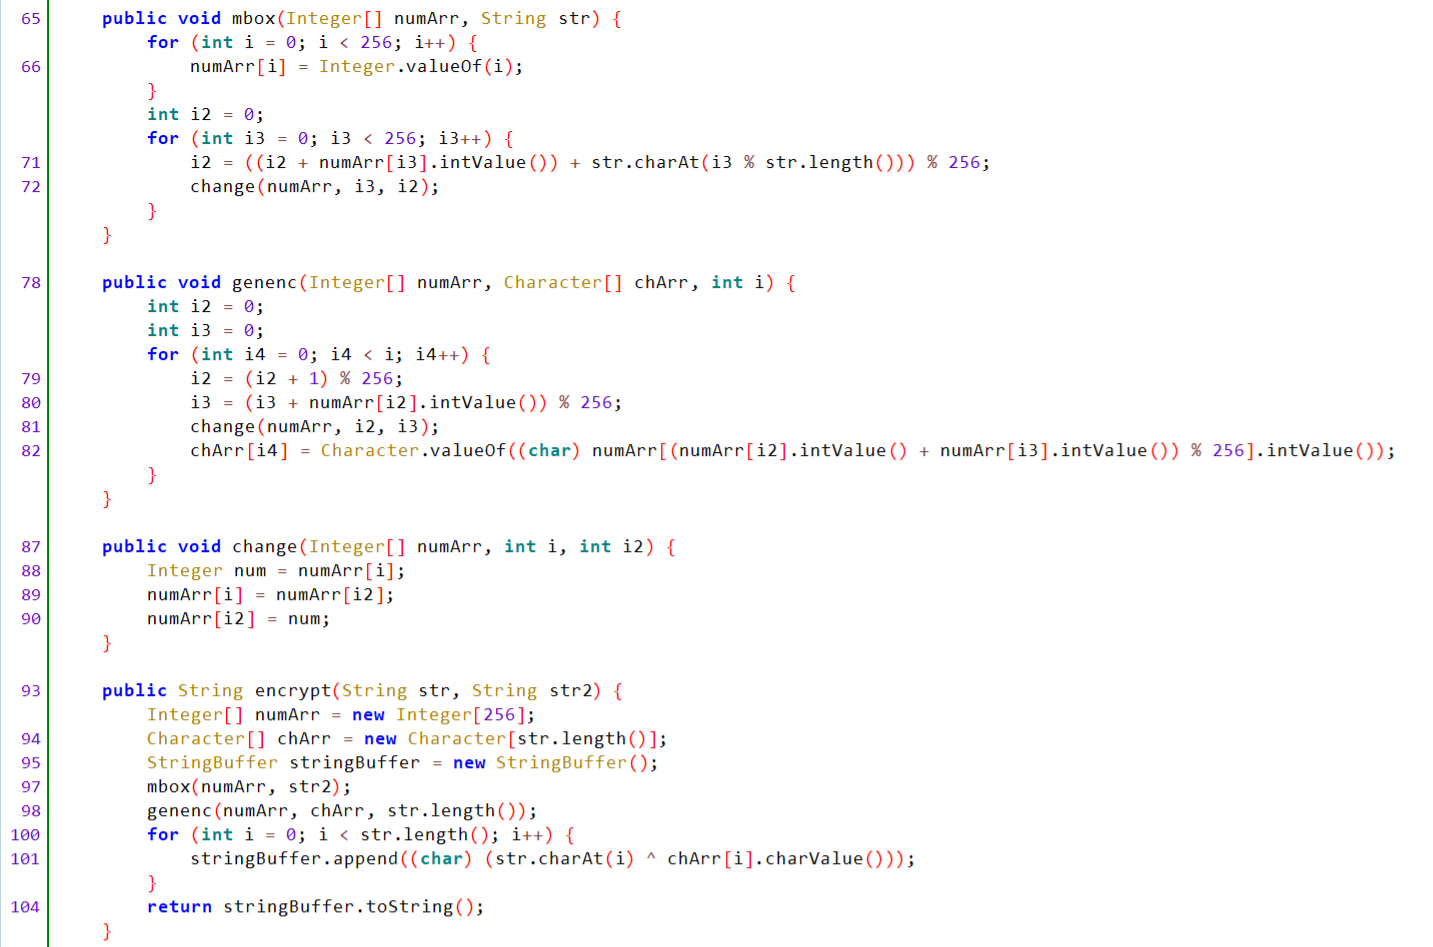 65 public void mbox(Integer[] numArr, String str) {
for (int i = 0; i < 256; i++) {
66 numArr[i] = Integer.valueOf(i);
}
int i2 = 0;
for (int i3 = 0; i3 < 256; i3++) {
71 i2 = ((i2 + numArr[i3].intValue()) + str.charAt(i3 % str.length())) % 256;
72 change(numArr, i3, i2);
}
}
78 public void genenc(Integer[] numArr, Character[] chArr, int i) {
int i2 = 0;
int i3 = 0;
for (int i4 = 0; i4 < i; i4++) {
79 i2 = (i2 + 1) % 256;
80 i3 = (i3 + numArr[i2].intValue()) % 256;
81 change(numArr, i2, i3);
82 chArr[i4] = Character.valueOf((char) numArr[(numArr[i2].intValue() + numArr[i3].intValue()) % 256].intValue());
}
}
87 public void change(Integer[] numArr, int i, int i2) {
88 Integer num = numArr[i];
89 numArr[i] = numArr[i2];
90 numArr[i2] = num;
}
93 public String encrypt(String str, String str2) {
Integer[] numArr = new Integer[256];
94 Character[] chArr = new Character[str.length()];
95 StringBuffer stringBuffer = new StringBuffer();
97 mbox(numArr, str2);
98 genenc(numArr, chArr, str.length());
100 for (int i = 0; i < str.length(); i++) {
101 stringBuffer.append((char) (str.charAt(i) ^ chArr[i].charValue()));
}
104 return stringBuffer.toString();
}